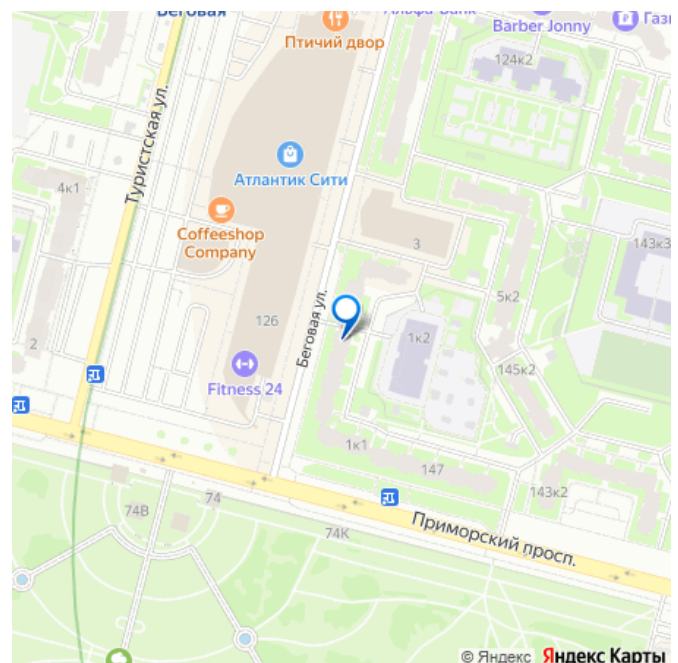 Беговая
Альфа-Банк
Barber Jonny
Птичий двор
124к2
Туристская ул.
Атлантик Сити
4к1
Coffeeshop
Company
3
143к3
5к2
126
Беговая ул.
1к2
2
Fitness 24
145к2
1к1
147
143к2
74
74В
74К
Приморский просп.
© Яндекс Яндекс Карты